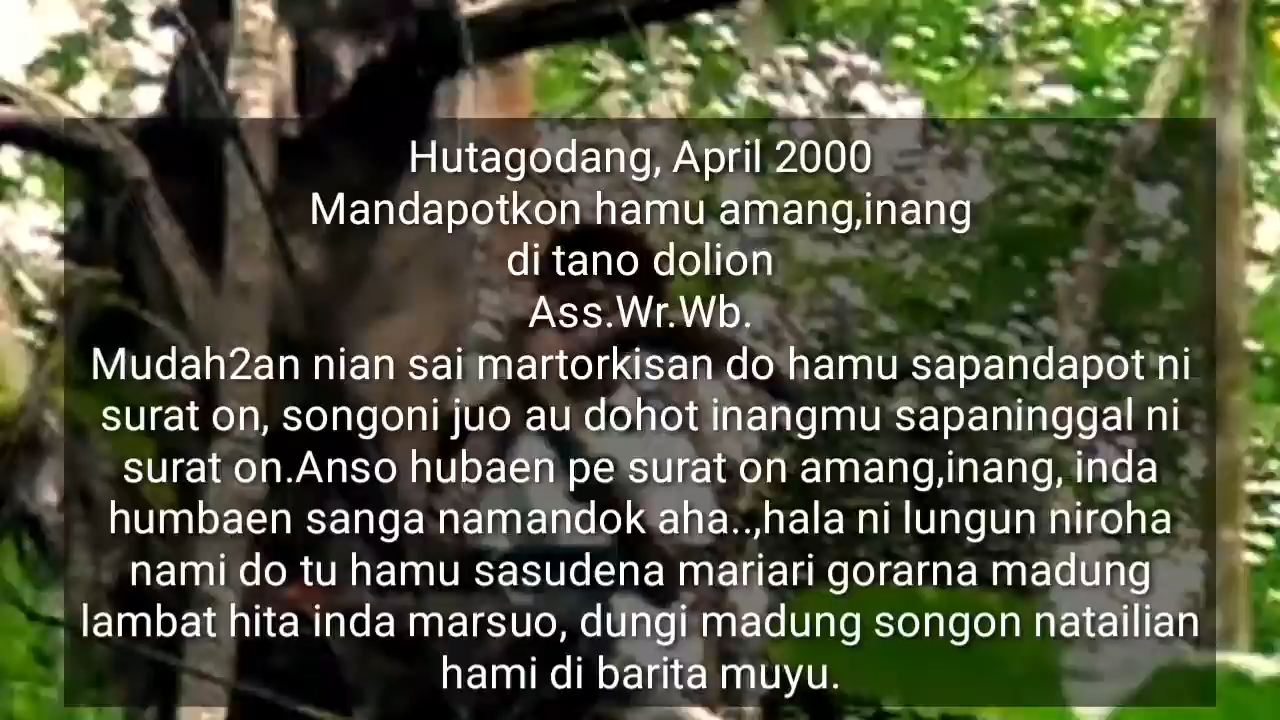 Hutagodang, April 2000
Mandapotkon hamu amang,inang
di tano dolion
Ass.Wr.Wb.
Mudah2an nian sai martorkisan do hamu sapandapot ni
surat on, songoni juo au dohot inangmu sapaninggal ni
surat on.Anso hubaen pe surat on amang,inang, inda
humbaen sanga namandok aha..,hala ni lungun niroha
nami do tu hamu sasudena mariari gorarna madung
lambat hita inda marsuo, dungi madung songon natailian
hami di barita muyu.